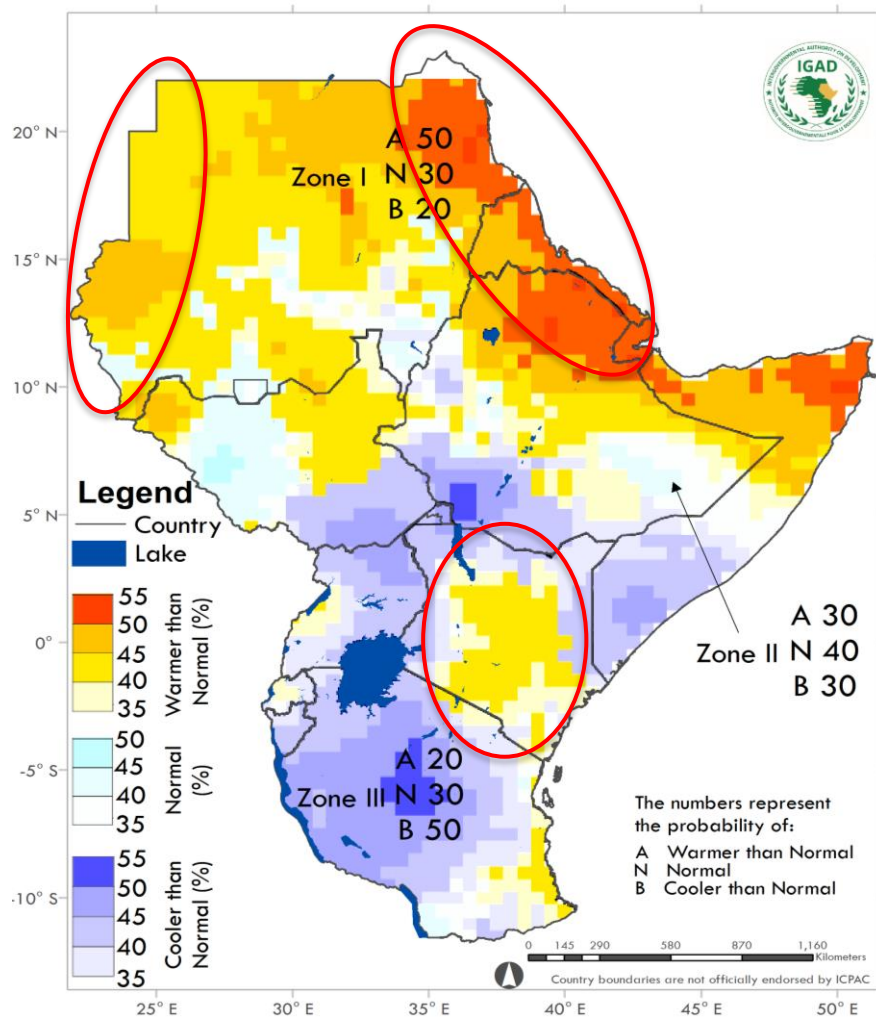 IGAD
INTERGOVERNMENTAL AUTHORITY ON DEVELOPMENT
20° N
15° N
10° N
5° N
0°
-5° S
-10° S
A 50
Zone I N 30
B 20
Legend
Country
Lake
55
50
45
40
35
Warmer than
Normal (%)
50
45
40
35
Normal
(%)
55
50
45
40
35
Cooler than
Normal (%)
A 30
Zone II N 40
B 30
A 20
Zone III N 30
B 50
The numbers represent
the probability of:
A Warmer than Normal
N Normal
B Cooler than Normal
0 145 290 580 870 1,160
Kilometers
Country boundaries are not officially endorsed by ICPAC
25° E 30° E 35° E 40° E 45° E 50° E